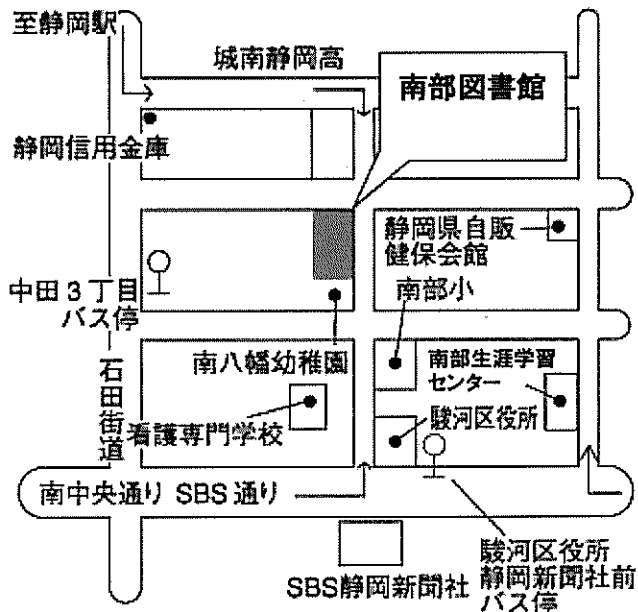 至静岡駅
城南静岡高
南部図書館
静岡信用金庫
静岡県自販
健保会館
中田3丁目
バス停
南部小
南八幡幼稚園
南部生涯学習
センター
石田街道
看護専門学校
駿河区役所
南中央通り SBS通り
駿河区役所
静岡新聞社前
バス停
SBS静岡新聞社